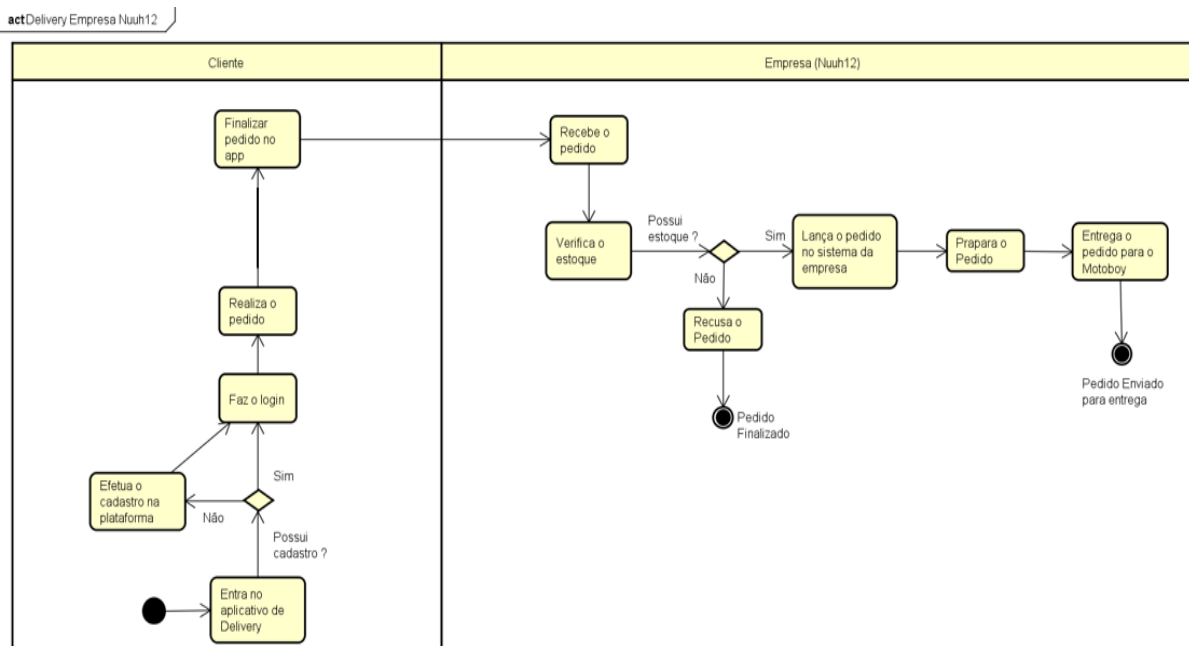 act Delivery Empresa Nuuh12
Cliente
Empresa (Nuuh12)
Finalizar
pedido no
app
Realiza o
pedido
Faz o login
Efetua o
cadastro na
plataforma
Não
Sim
Possui
cadastro ?
Entra no
aplicativo de
Delivery
Recebe o
pedido
Verifica o
estoque
Possui
estoque ?
Sim
Não
Lança o pedido
no sistema da
empresa
Prapara o
Pedido
Entrega o
pedido para o
Motoboy
Recusa o
Pedido
Pedido
Finalizado
Pedido Enviado
para entrega